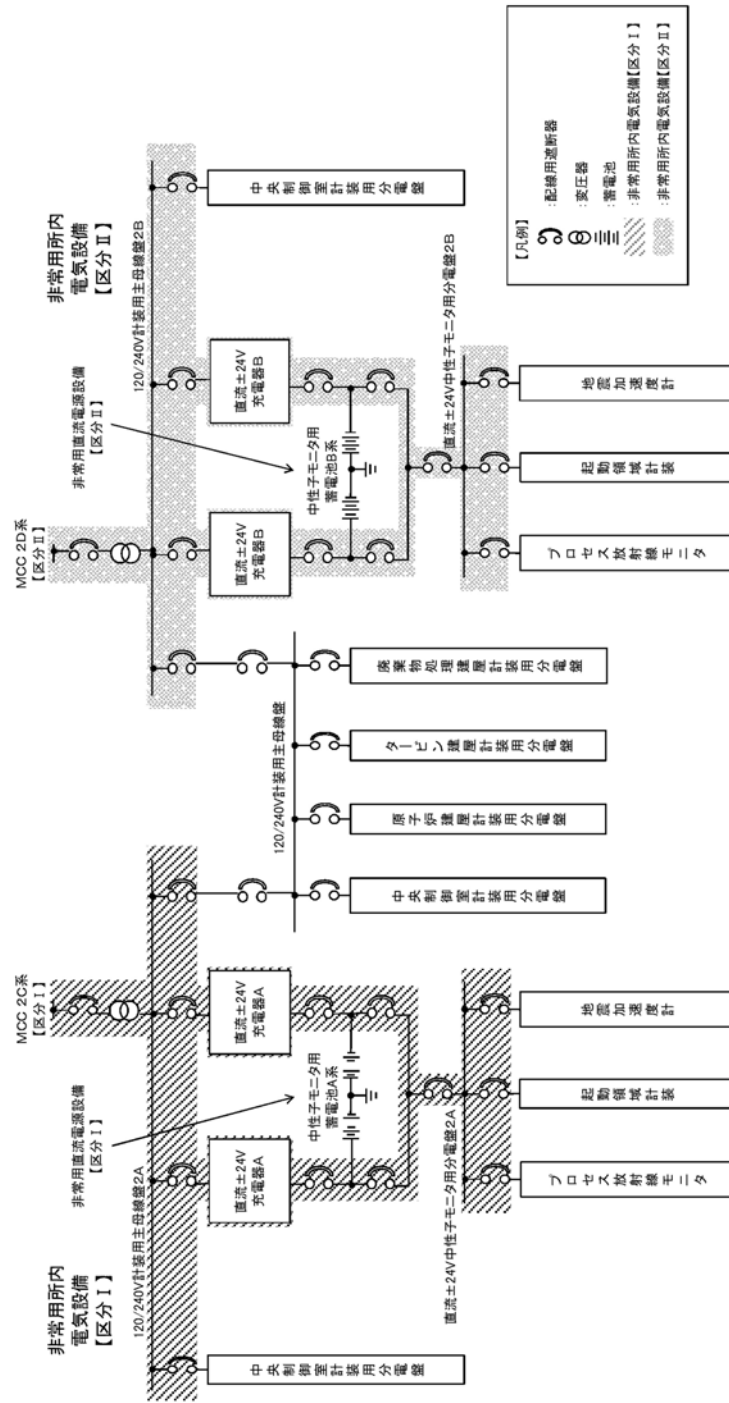 非常用所内
電気設備
【区分Ⅰ】
MCC 2C系
【区分Ⅰ】
非常用直流電源設備
【区分Ⅰ】
120/240V計装用主母線盤2A
中央制御室計装用分電盤
直流±24V
充電器A
直流±24V
充電器A
中性子モニタ用
蓄電池A系
直流±24V中性子モニタ用分電盤2A
プロセス放射線モニタ
起動領域計装
地震加速度計
120/240V計装用主母線盤
中央制御室計装用分電盤
原子炉建屋計装用分電盤
タービン建屋計装用分電盤
廃棄物処理建屋計装用分電盤
MCC 2D系
【区分Ⅱ】
非常用直流電源設備
【区分Ⅱ】
非常用所内
電気設備
【区分Ⅱ】
120/240V計装用主母線盤2B
直流±24V
充電器B
直流±24V
充電器B
中央制御室計装用分電盤
中性子モニタ用
蓄電池B系
直流±24V中性子モニタ用分電盤2B
プロセス放射線モニタ
起動領域計装
地震加速度計
【凡例】
:配線用遮断器
:変圧器
:蓄電池
:非常用所内電気設備【区分Ⅰ】
:非常用所内電気設備【区分Ⅱ】